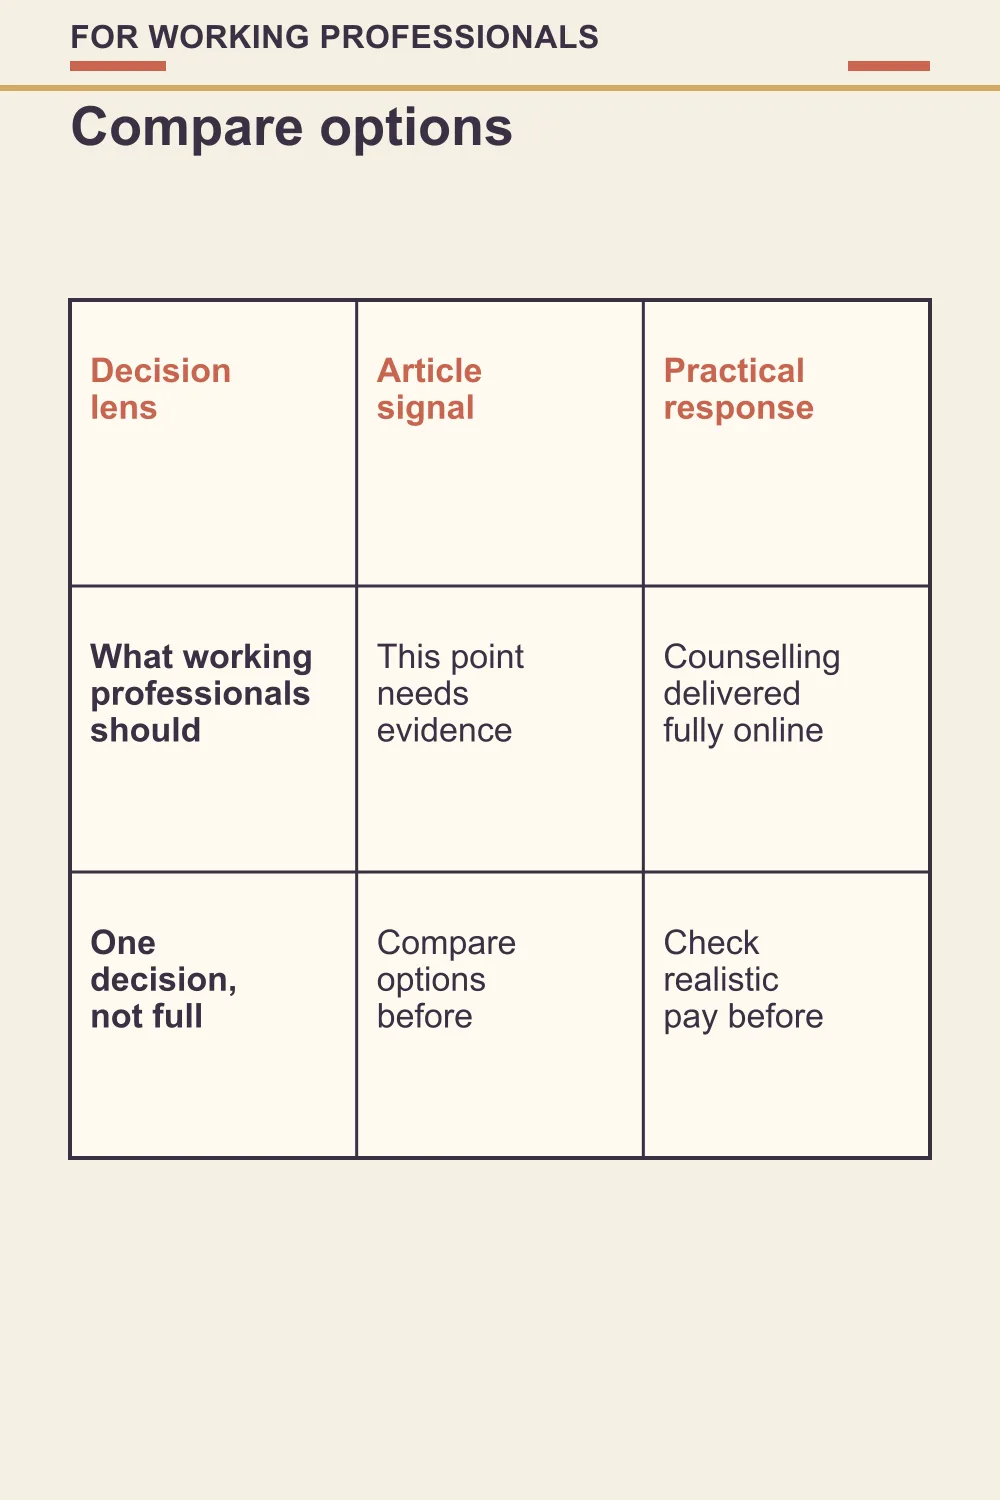 FOR WORKING PROFESSIONALS
Compare options
Decision
lens
Article
signal
Practical
response
What working
professionals
should
This point
needs
evidence
Counselling
delivered
fully online
One
decision,
not full
Compare
options
before
Check
realistic
pay before